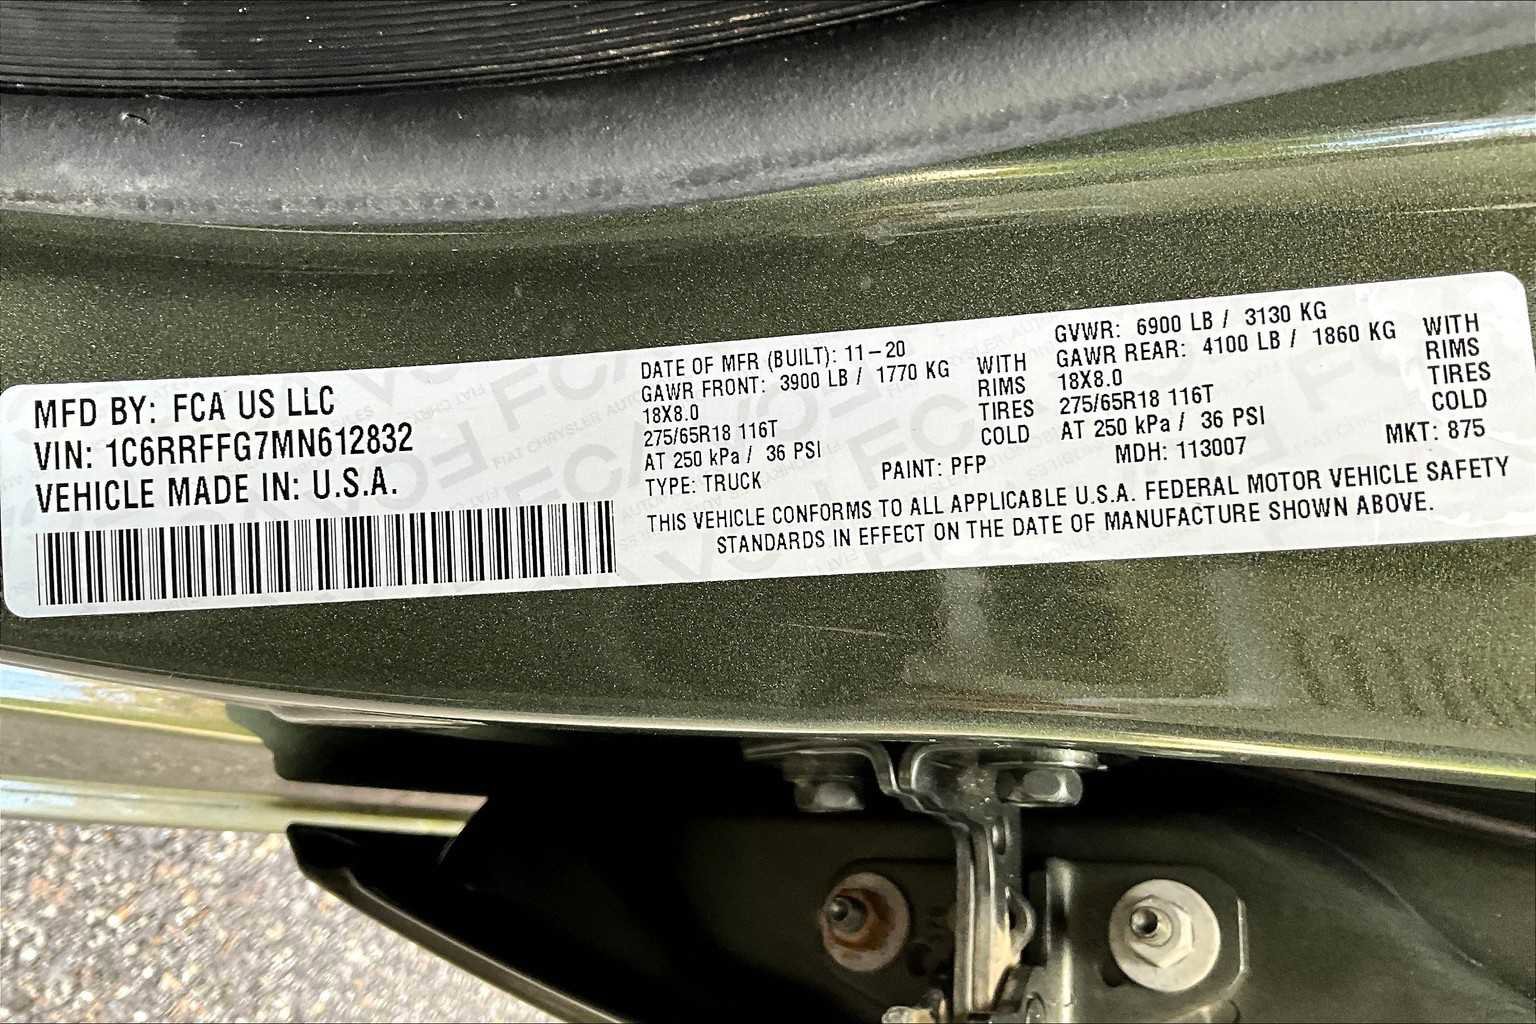 MFD BY: FCA US LLC
VIN: 1C6RRFFG7MN612832
VEHICLE MADE IN: U.S.A.
DATE OF MFR (BUILT): 11-20
GAWR FRONT: 3900 LB / 1770 KG WITH
18X8.0 RIMS
275/65R18 116T TIRES
AT 250 kPa / 36 PSI COLD
TYPE: TRUCK
PAINT: PFP
GVWR: 6900 LB / 3130 KG
GAWR REAR: 4100 LB / 1860 KG WITH
18X8.0 RIMS
275/65R18 116T TIRES
AT 250 kPa / 36 PSI COLD
MDH: 113007
MKT: 875
THIS VEHICLE CONFORMS TO ALL APPLICABLE U.S.A. FEDERAL MOTOR VEHICLE SAFETY
STANDARDS IN EFFECT ON THE DATE OF MANUFACTURE SHOWN ABOVE.